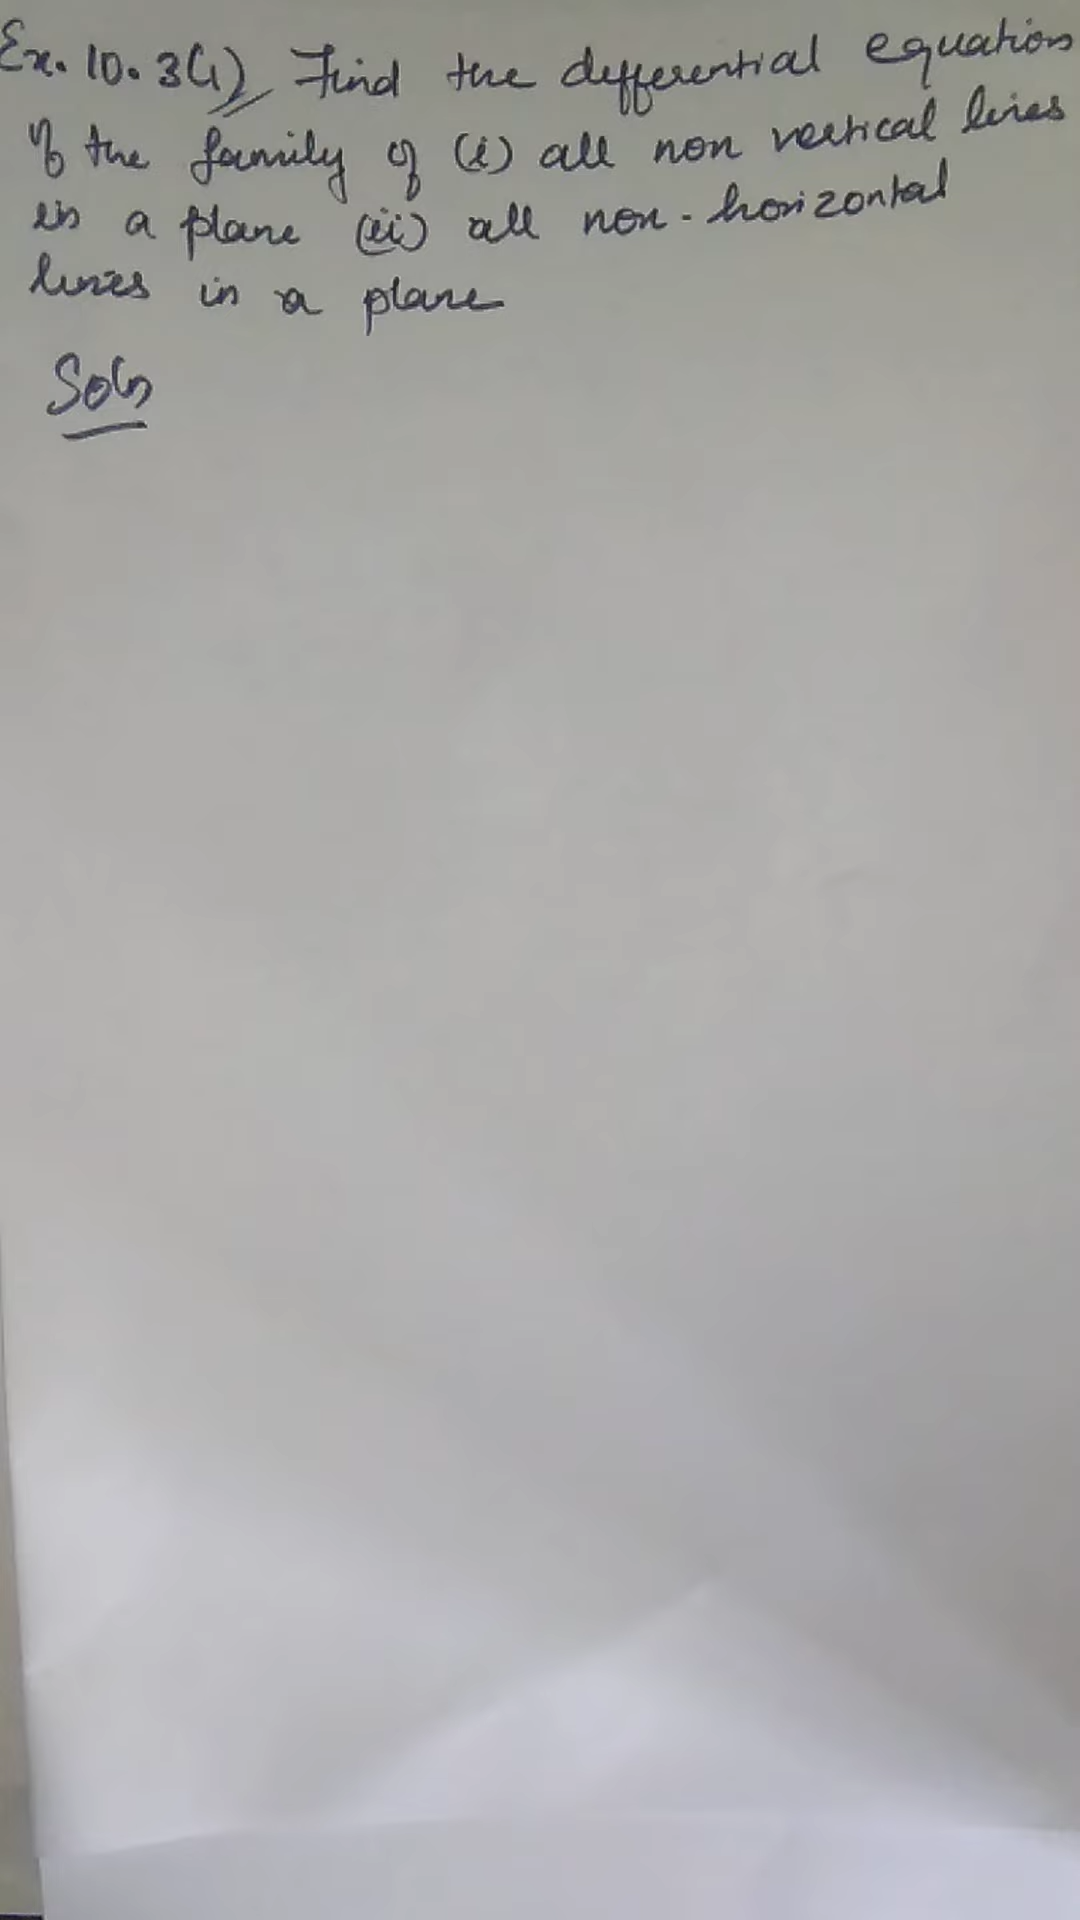 Ex. 10.3(1) Find the differential equation
of the family of (i) all non vertical lines
in a plane (ii) all non-horizontal
lines in a plane
Soln